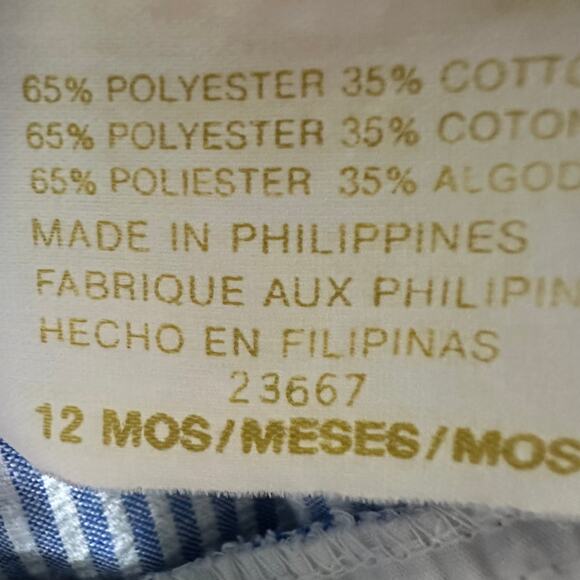 65% POLYESTER 35% COTTO
65% POLYESTER 35% COTON
65% POLIESTER 35% ALGOD
MADE IN PHILIPPINES
FABRIQUE AUX PHILIPIN
HECHO EN FILIPINAS
23667
12 MOS/MESES/MOS